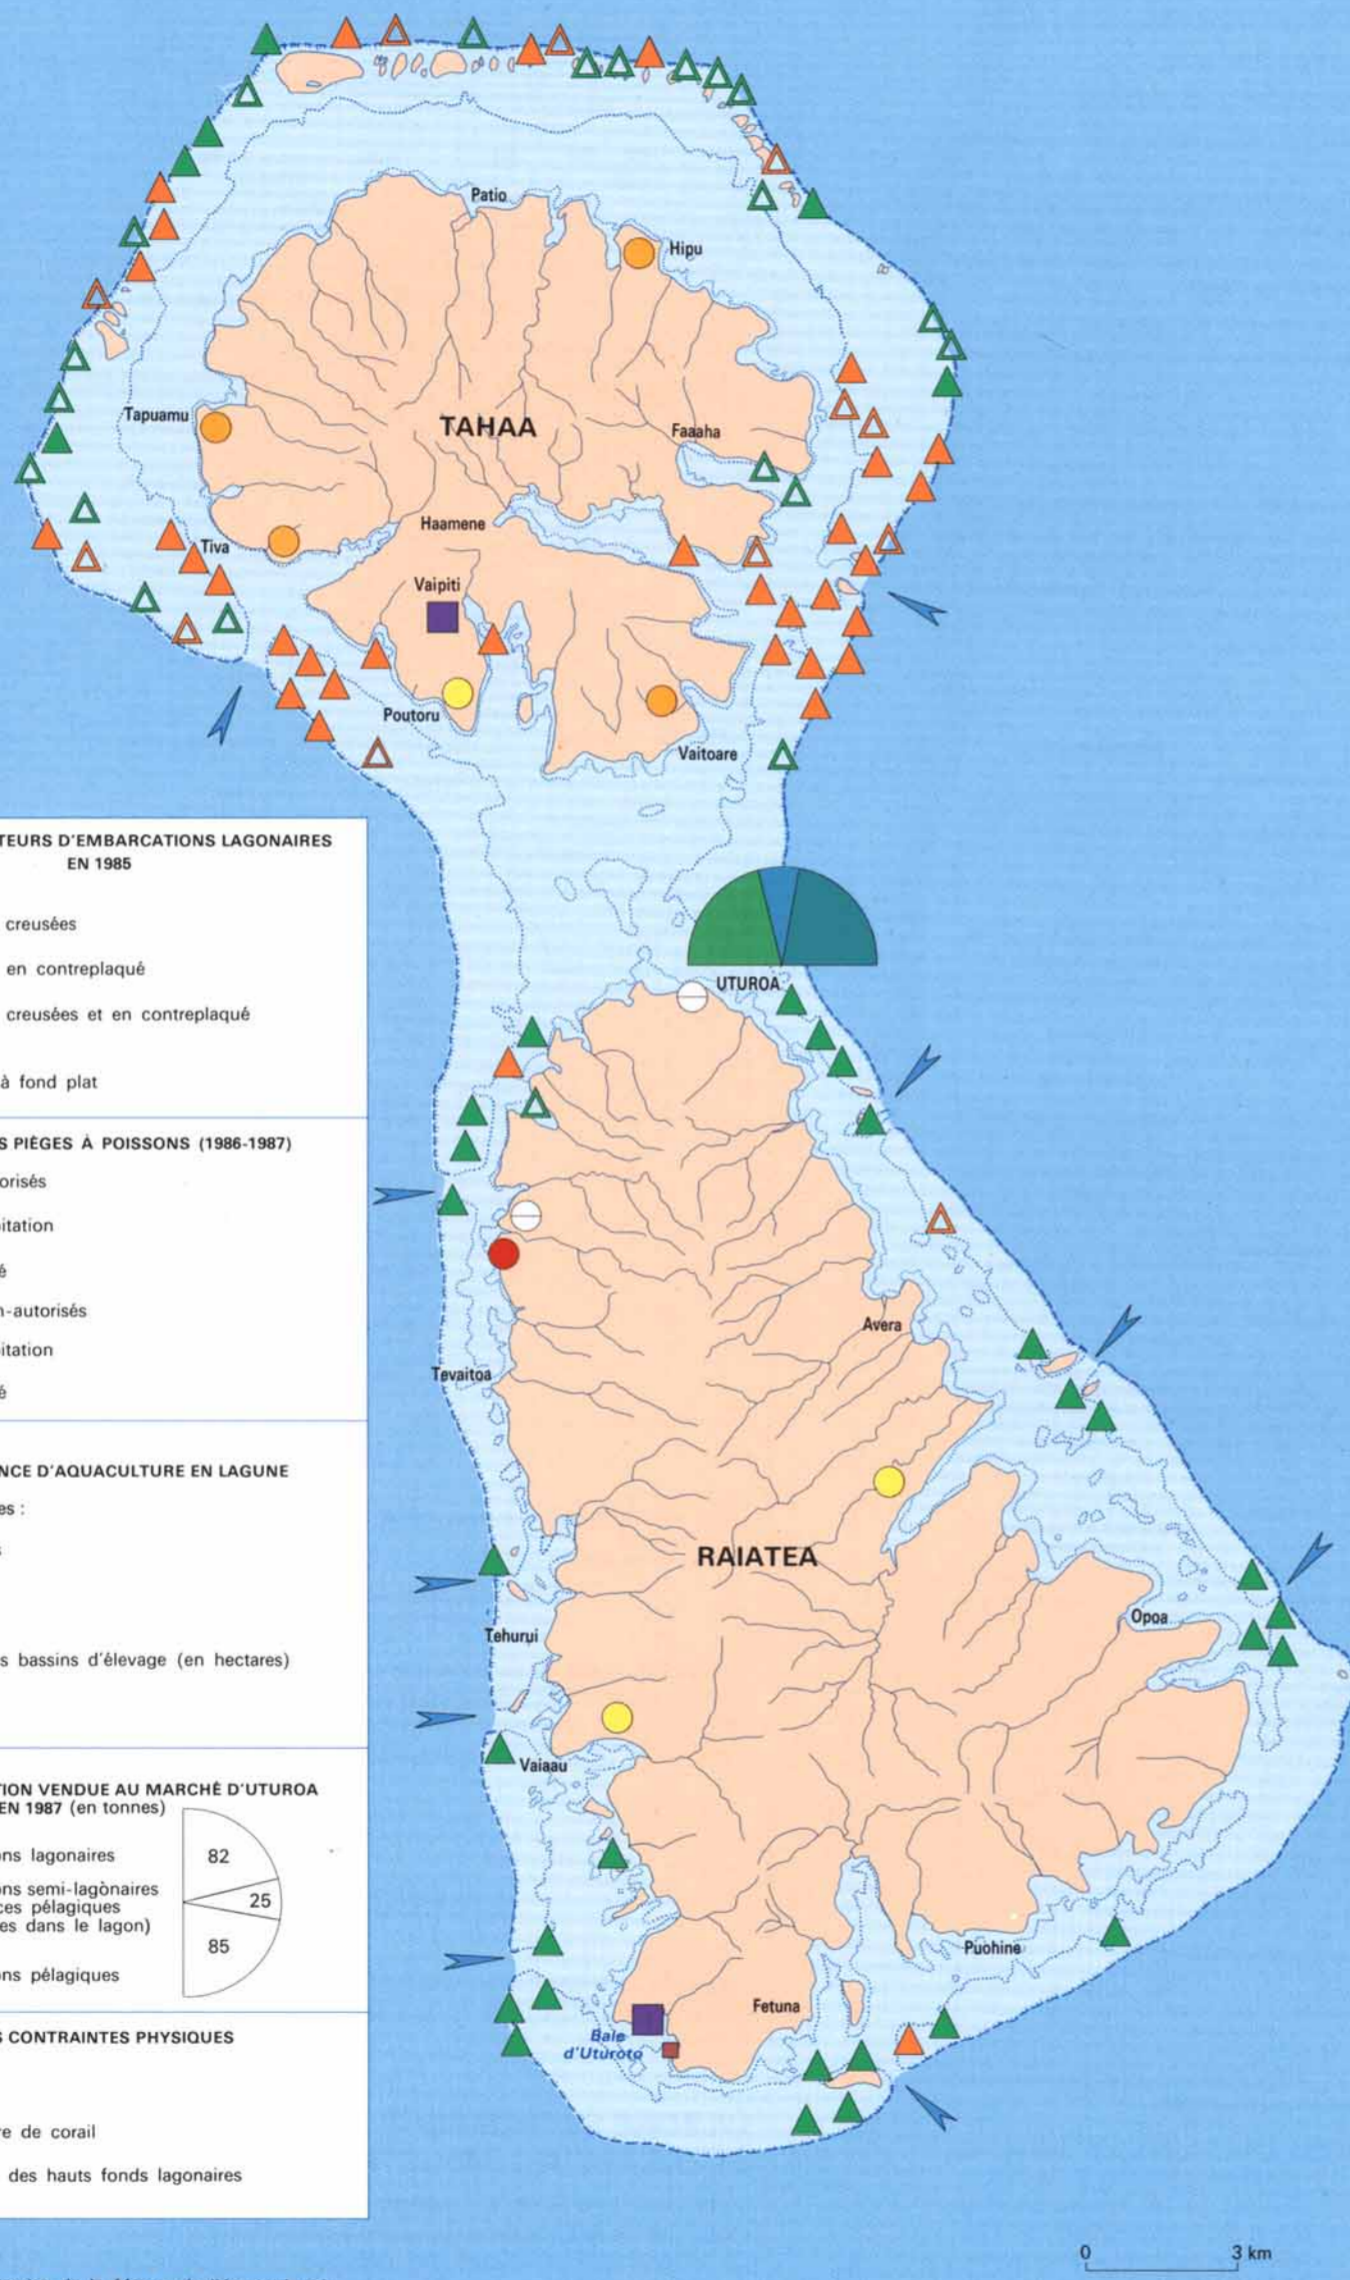 Patio
Hipu
Tapuamu
TAHAA
Faaaha
Haamene
Tiva
Vaipiti
Poutoru
Vaitoare
TEURS D'EMBARCATIONS LAGONAIRES
EN 1985
creusées
en contreplaqué
creusées et en contreplaqué
à fond plat
S PIÈGES À POISSONS (1986-1987)
orisés
itation
é
n-autorisés
itation
é
NCE D'AQUACULTURE EN LAGUNE
es :
s
s bassins d'élevage (en hectares)
TION VENDUE AU MARCHÉ D'UTUROA
EN 1987 (en tonnes)
ons lagonaires
82
ons semi-lagònaires
ces pélagiques
25
es dans le lagon)
85
ons pélagiques
S CONTRAINTES PHYSIQUES
re de corail
des hauts fonds lagonaires
UTUROA
Avera
Tevaitoa
RAIATEA
Opoa
Tehurui
Vaiaau
Puohine
Fetuna
Baie
d'Uturoto
0 3 km